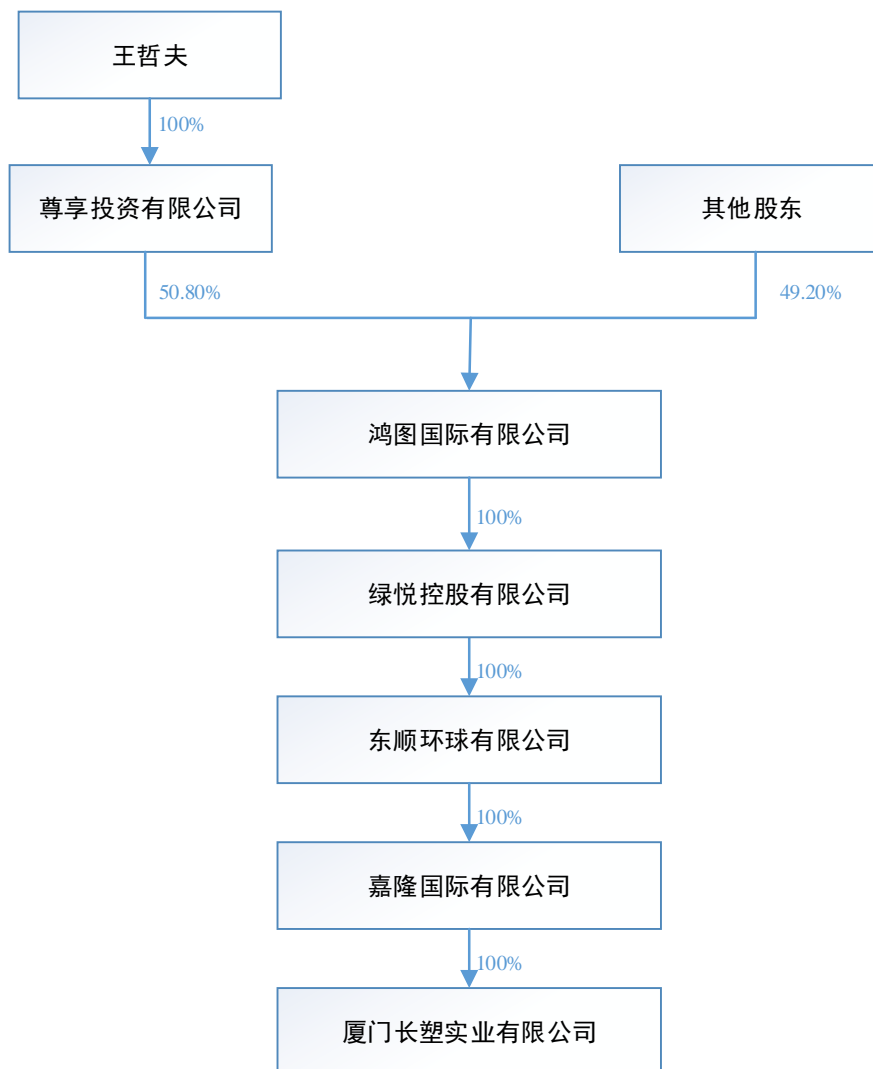 王哲夫
100%
尊享投资有限公司
其他股东
50.80%
49.20%
鸿图国际有限公司
100%
绿悦控股有限公司
100%
东顺环球有限公司
100%
嘉隆国际有限公司
100%
厦门长塑实业有限公司